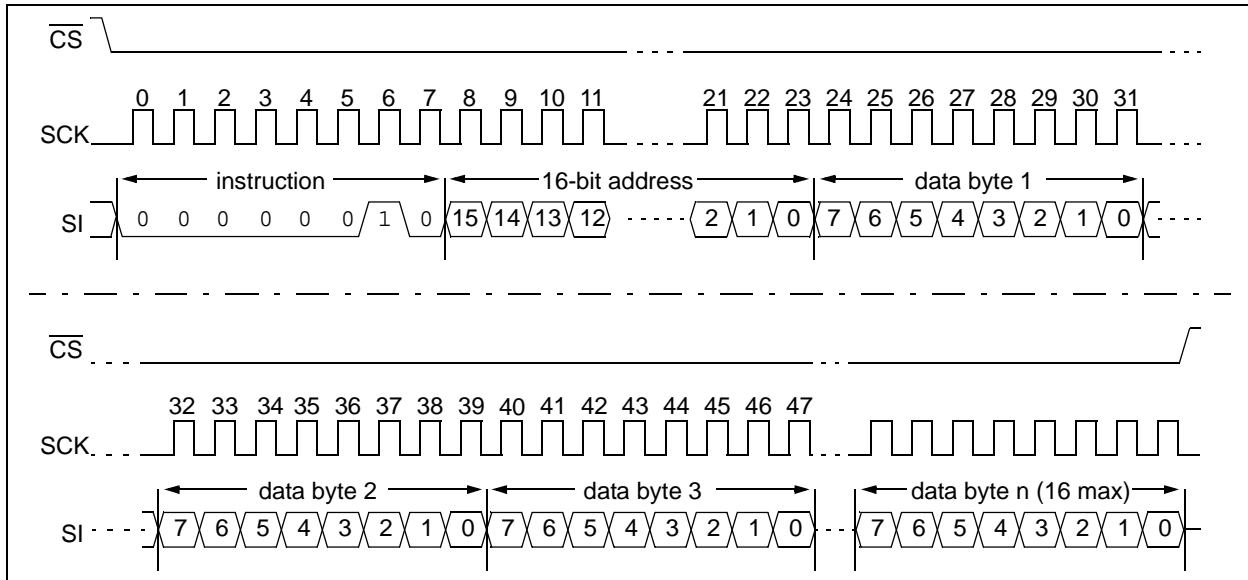 CS
0 1 2 3 4 5 6 7 8 9 10 11 21 22 23 24 25 26 27 28 29 30 31
SCK
instruction 16-bit address data byte 1
SI 0 0 0 0 0 0 1 0 15 14 13 12 2 1 0 7 6 5 4 3 2 1 0
CS
32 33 34 35 36 37 38 39 40 41 42 43 44 45 46 47
SCK
data byte 2 data byte 3 data byte n (16 max)
SI 7 6 5 4 3 2 1 0 7 6 5 4 3 2 1 0 7 6 5 4 3 2 1 0